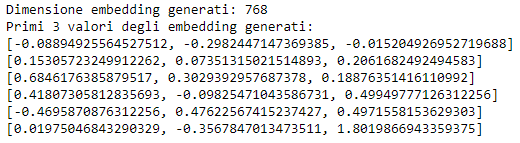 Dimensione embedding generati: 768
Primi 3 valori degli embedding generati:
[-0.08894925564527512, -0.2982447147369385, -0.015204926952719688]
[0.15305723249912262, 0.07351315021514893, 0.2061682492494583]
[0.6846176385879517, 0.3029392957687378, 0.18876351416110992]
[0.41807305812835693, -0.09825471043586731, 0.49949777126312256]
[-0.4695870876312256, 0.47622567415237427, 0.4971558153629303]
[0.01975046843290329, -0.3567847013473511, 1.8019866943359375]